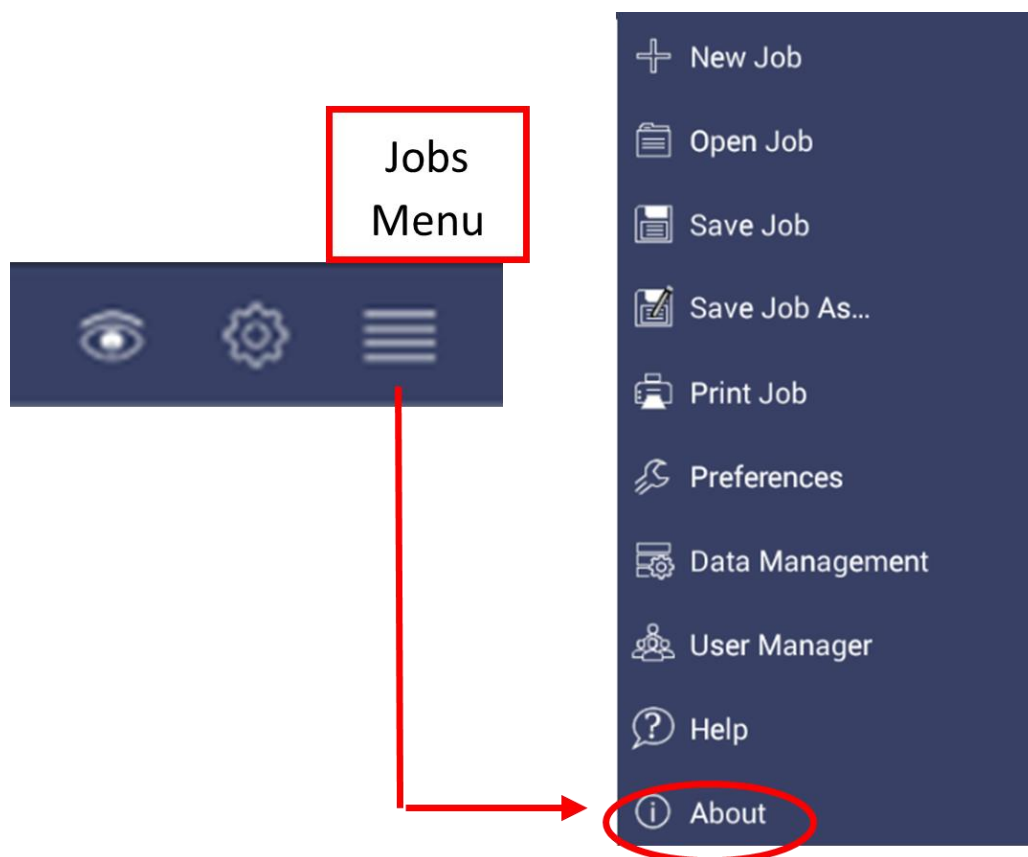 Jobs
Menu
New Job
Open Job
Save Job
Save Job As...
Print Job
Preferences
Data Management
User Manager
Help
About